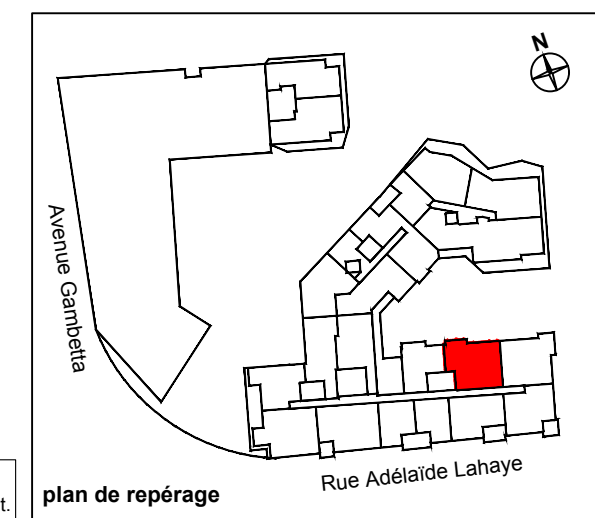 N
Avenue Gambetta
Rue Adélaïde Lahaye
plan de repérage
t.